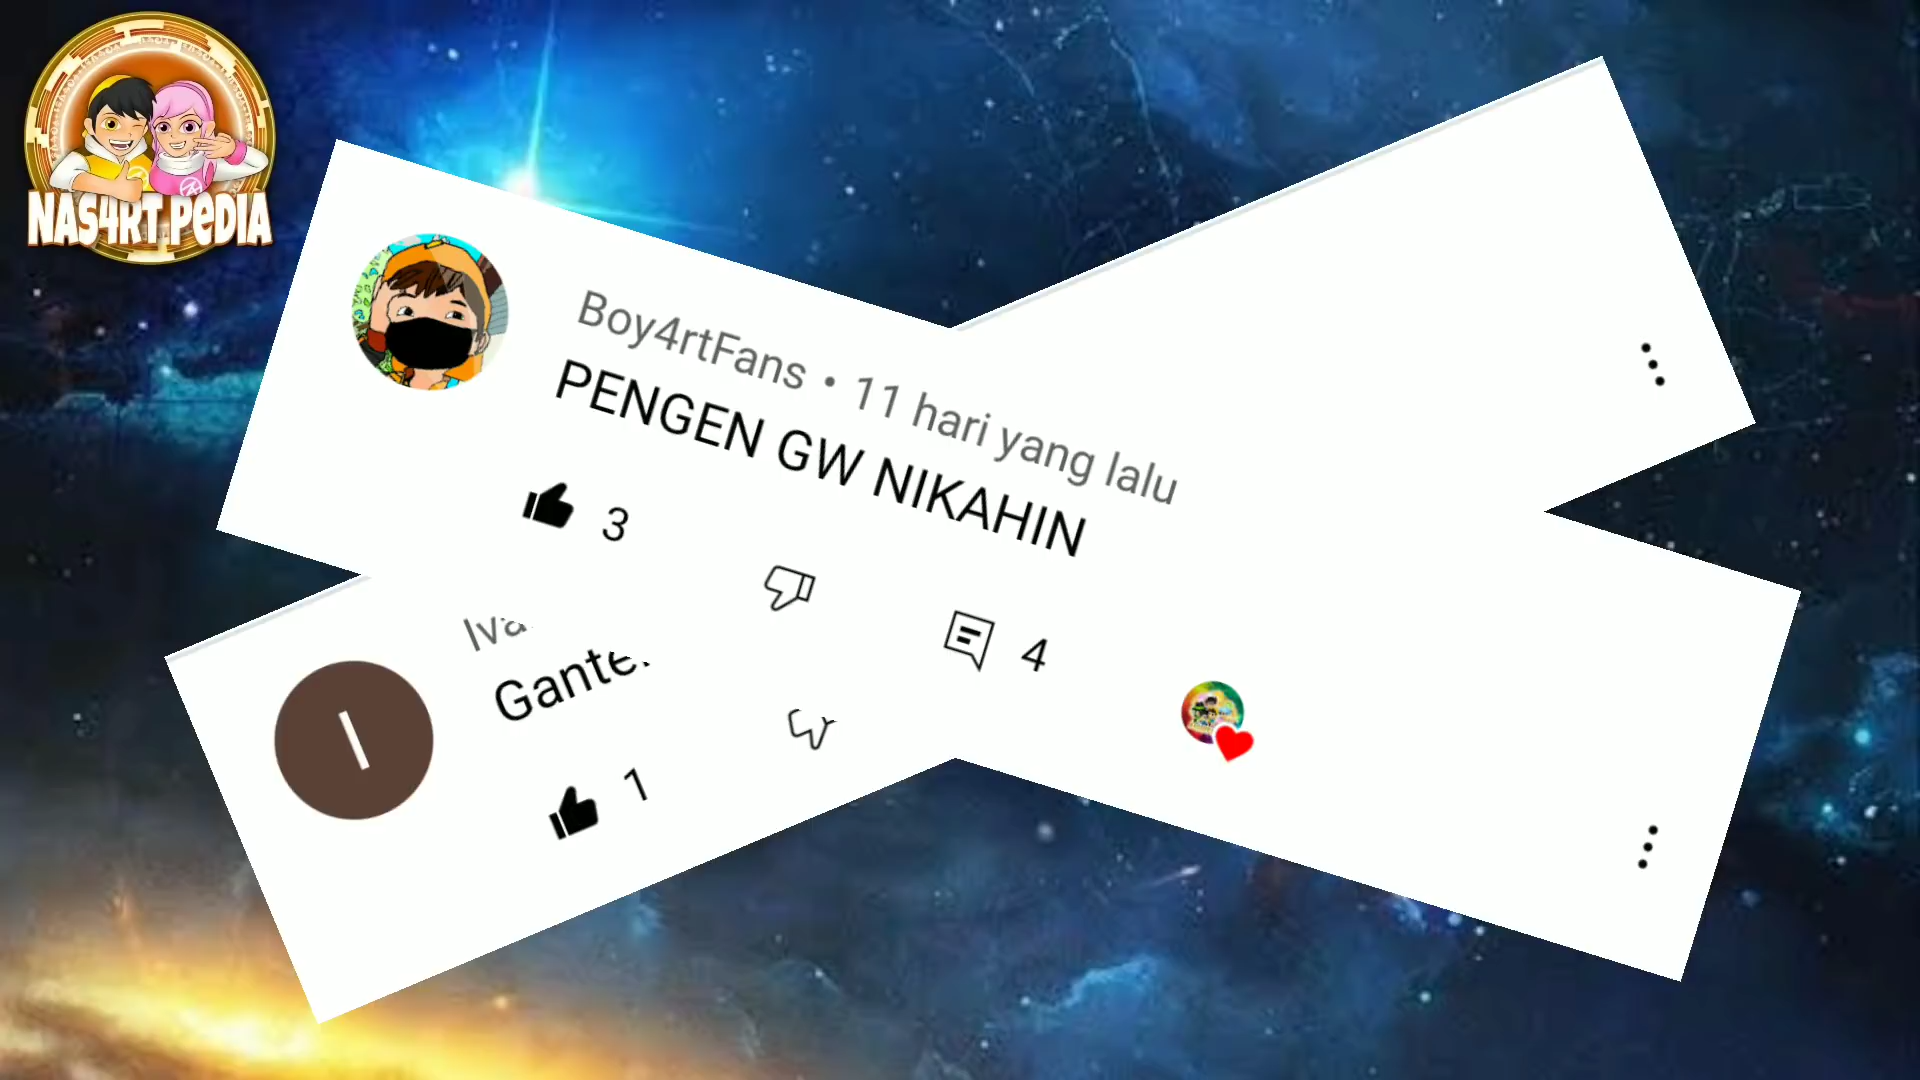 NAS4RT.PEDIA
Boy4rtFans • 11 hari yang lalu
PENGEN GW NIKAHIN
3
4
I
1